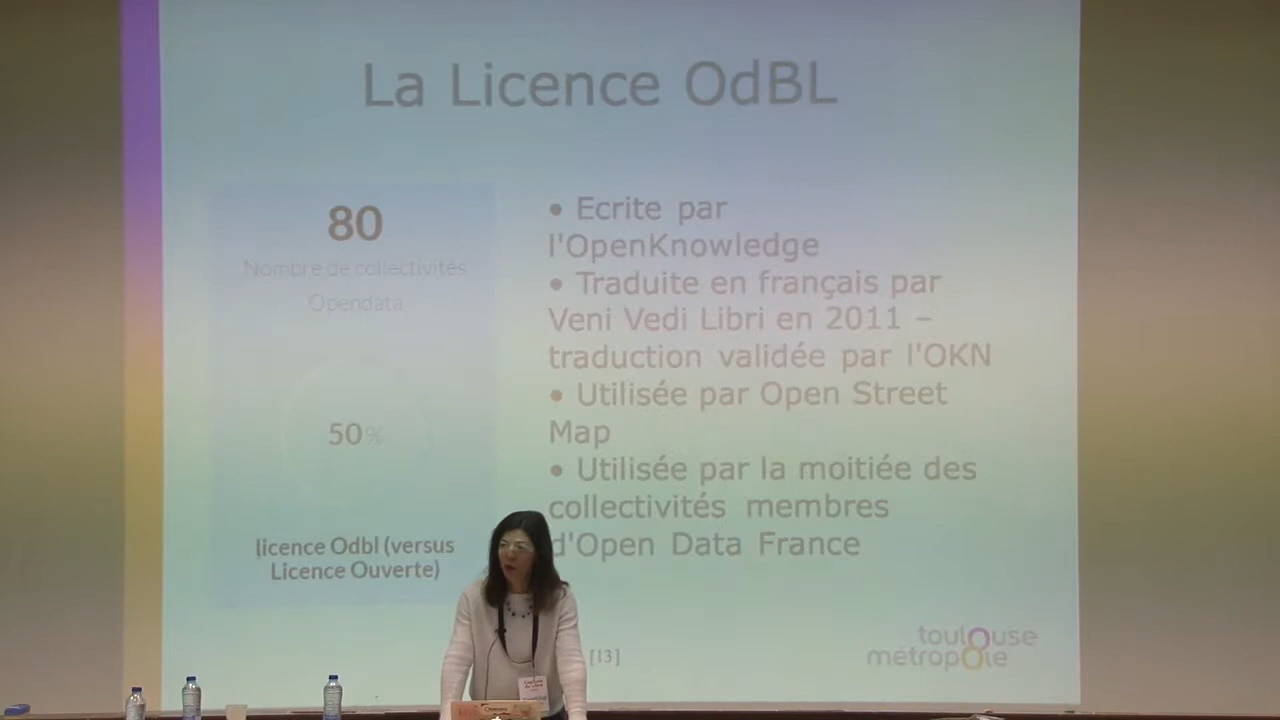 La Licence OdBL
80
Nombre de collectivités
Opendata
50%
licence Odbl (versus
Licence Ouverte)
• Ecrite par
l'OpenKnowledge
• Traduite en français par
Veni Vedi Libri en 2011 –
traduction validée par l'OKN
• Utilisée par Open Street
Map
• Utilisée par la moitiée des
collectivités membres
d'Open Data France
[13]
toulouse
métropole